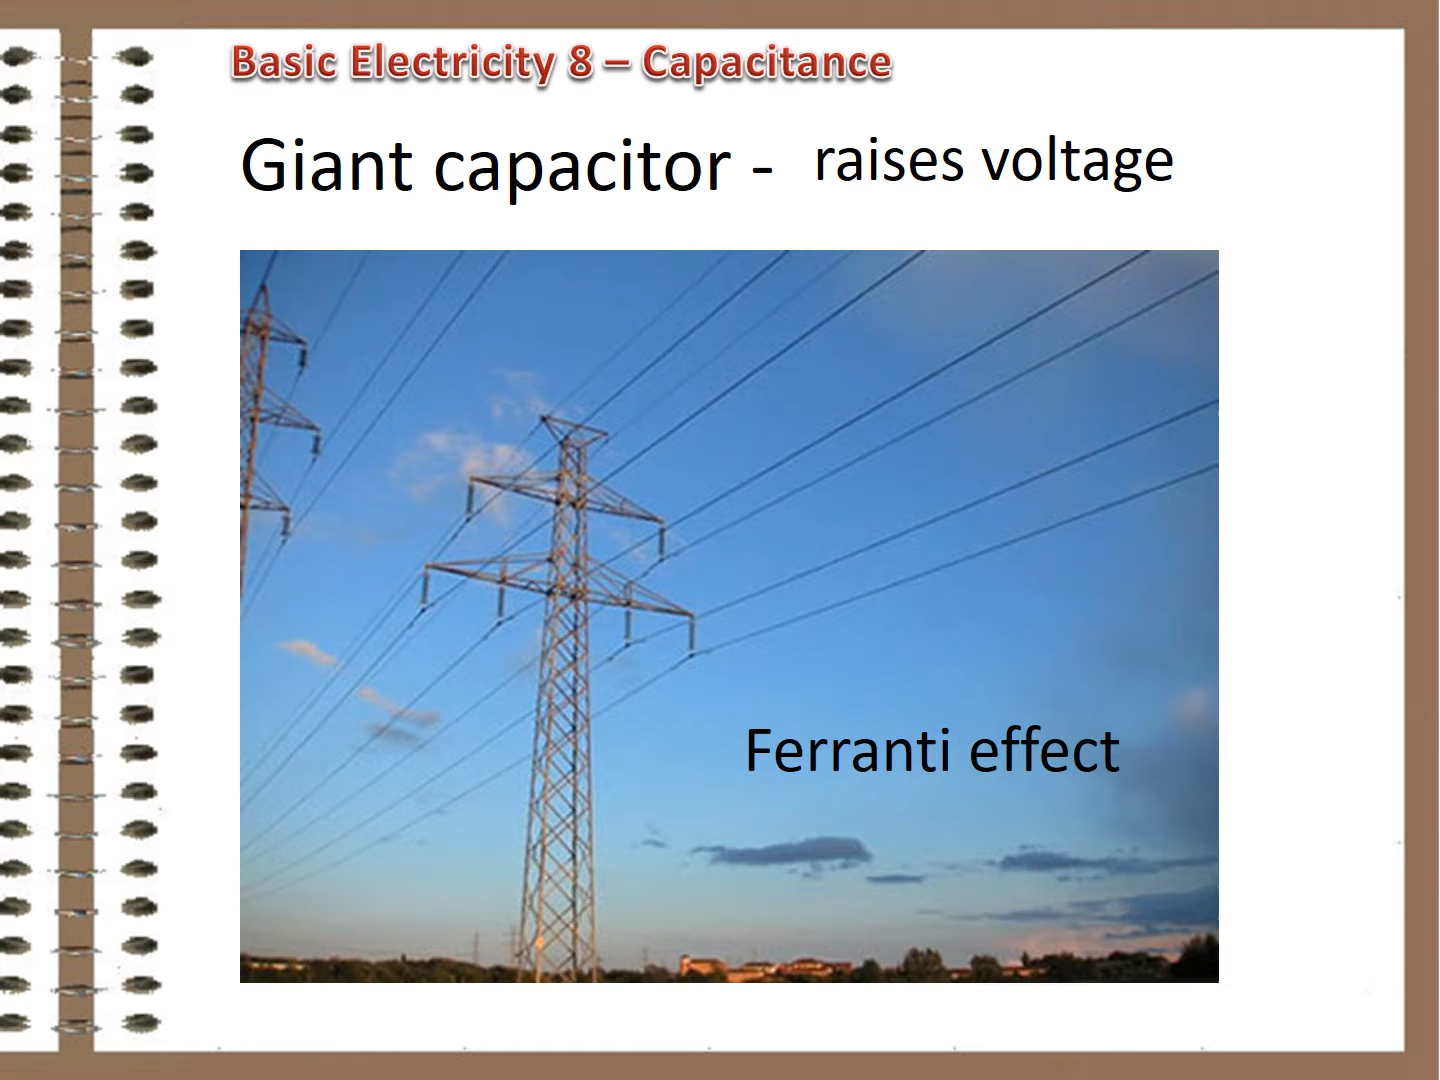 Basic Electricity 8 – Capacitance
Giant capacitor - raises voltage
Ferranti effect